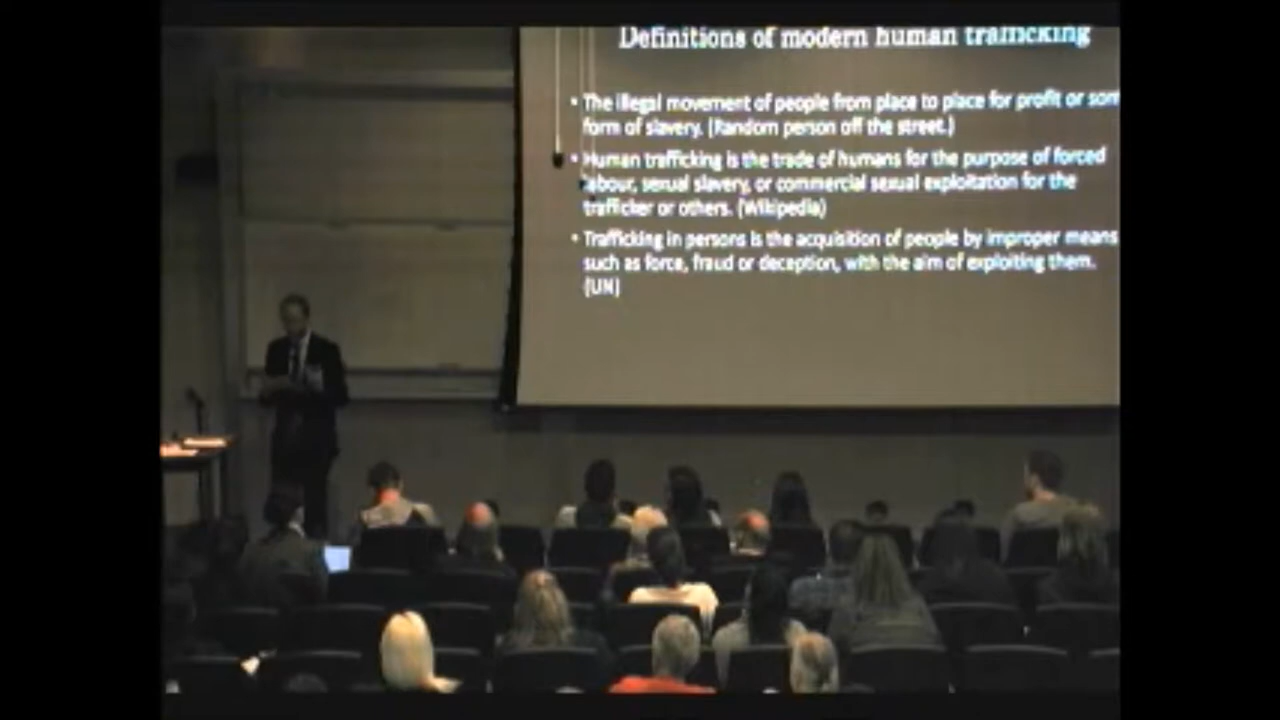 Definitions of modern human trafficking
• The illegal movement of people from place to place for profit or som
form of slavery. (Random person off the street.)
• Human trafficking is the trade of humans for the purpose of forced
labour, sexual slavery, or commercial sexual exploitation for the
trafficker or others. (Wikipedia)
• Trafficking in persons is the acquisition of people by improper means
such as force, fraud or deception, with the aim of exploiting them.
(UN)